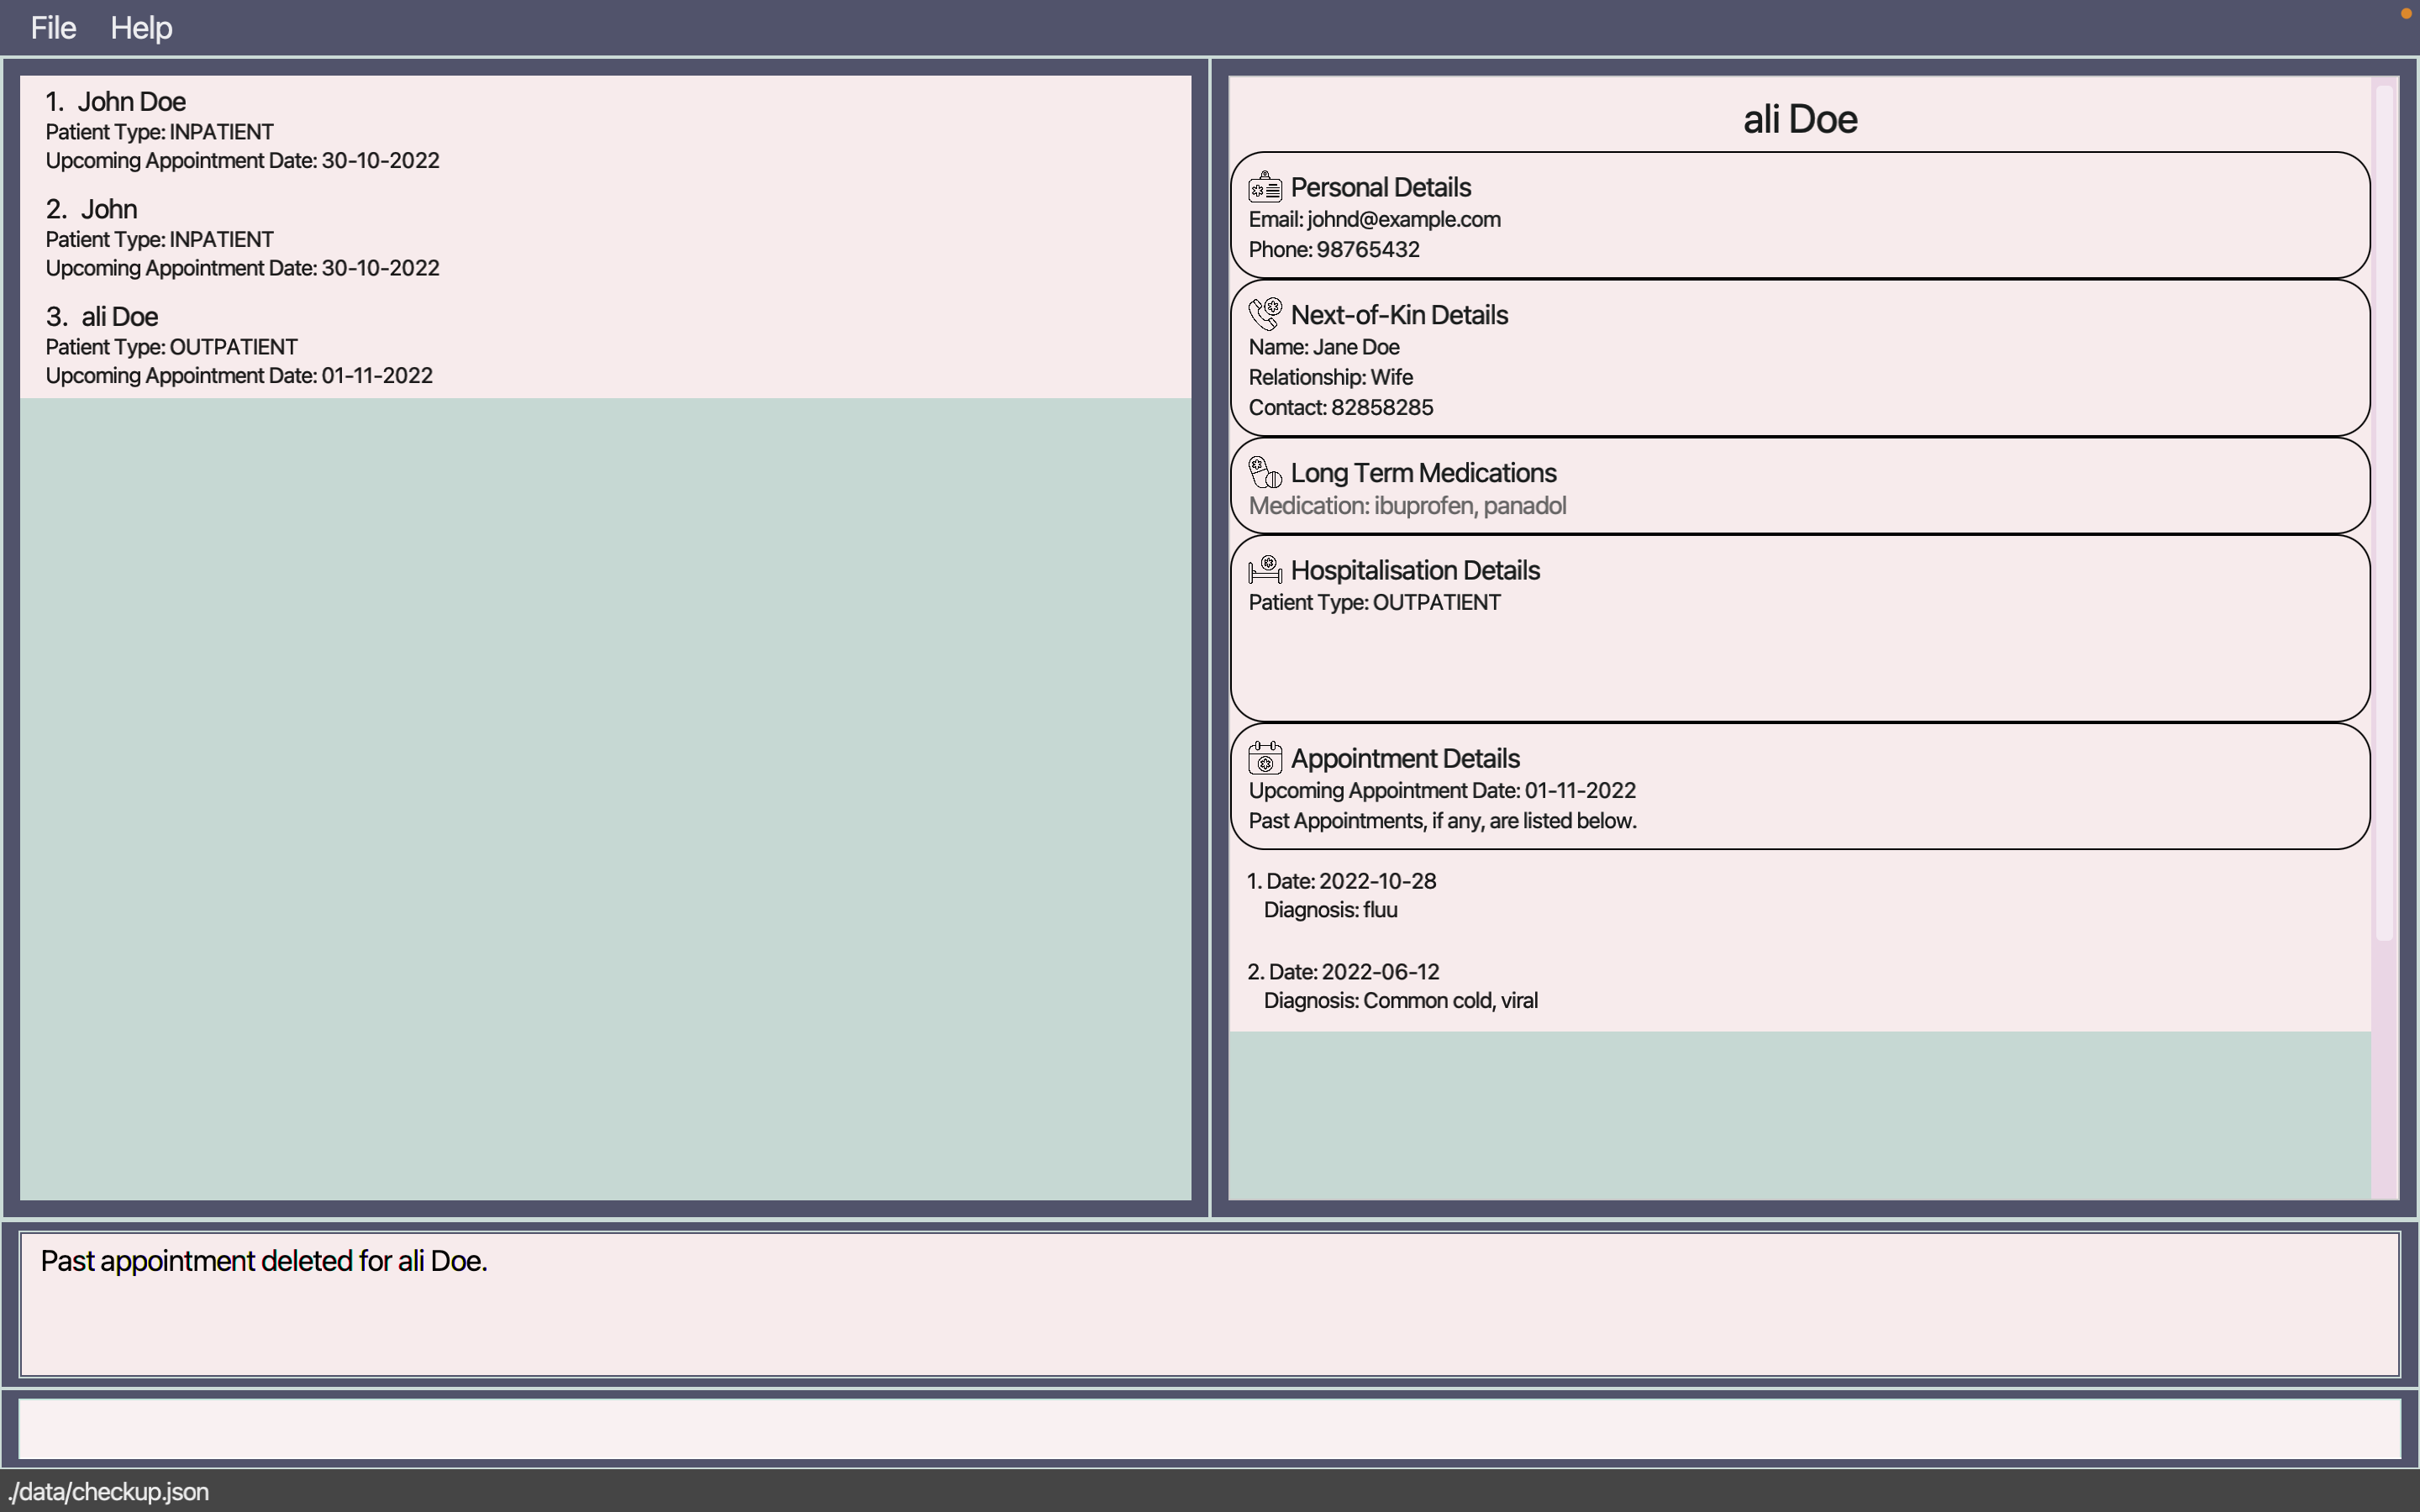 File Help
1. John Doe
Patient Type: INPATIENT
Upcoming Appointment Date: 30-10-2022
2. John
Patient Type: INPATIENT
Upcoming Appointment Date: 30-10-2022
3. ali Doe
Patient Type: OUTPATIENT
Upcoming Appointment Date: 01-11-2022
ali Doe
Personal Details
Email: johnd@example.com
Phone: 98765432
Next-of-Kin Details
Name: Jane Doe
Relationship: Wife
Contact: 82858285
Long Term Medications
Medication: ibuprofen, panadol
Hospitalisation Details
Patient Type: OUTPATIENT
Appointment Details
Upcoming Appointment Date: 01-11-2022
Past Appointments, if any, are listed below.
1. Date: 2022-10-28
Diagnosis: fluu
2. Date: 2022-06-12
Diagnosis: Common cold, viral
Past appointment deleted for ali Doe.
./data/checkup.json